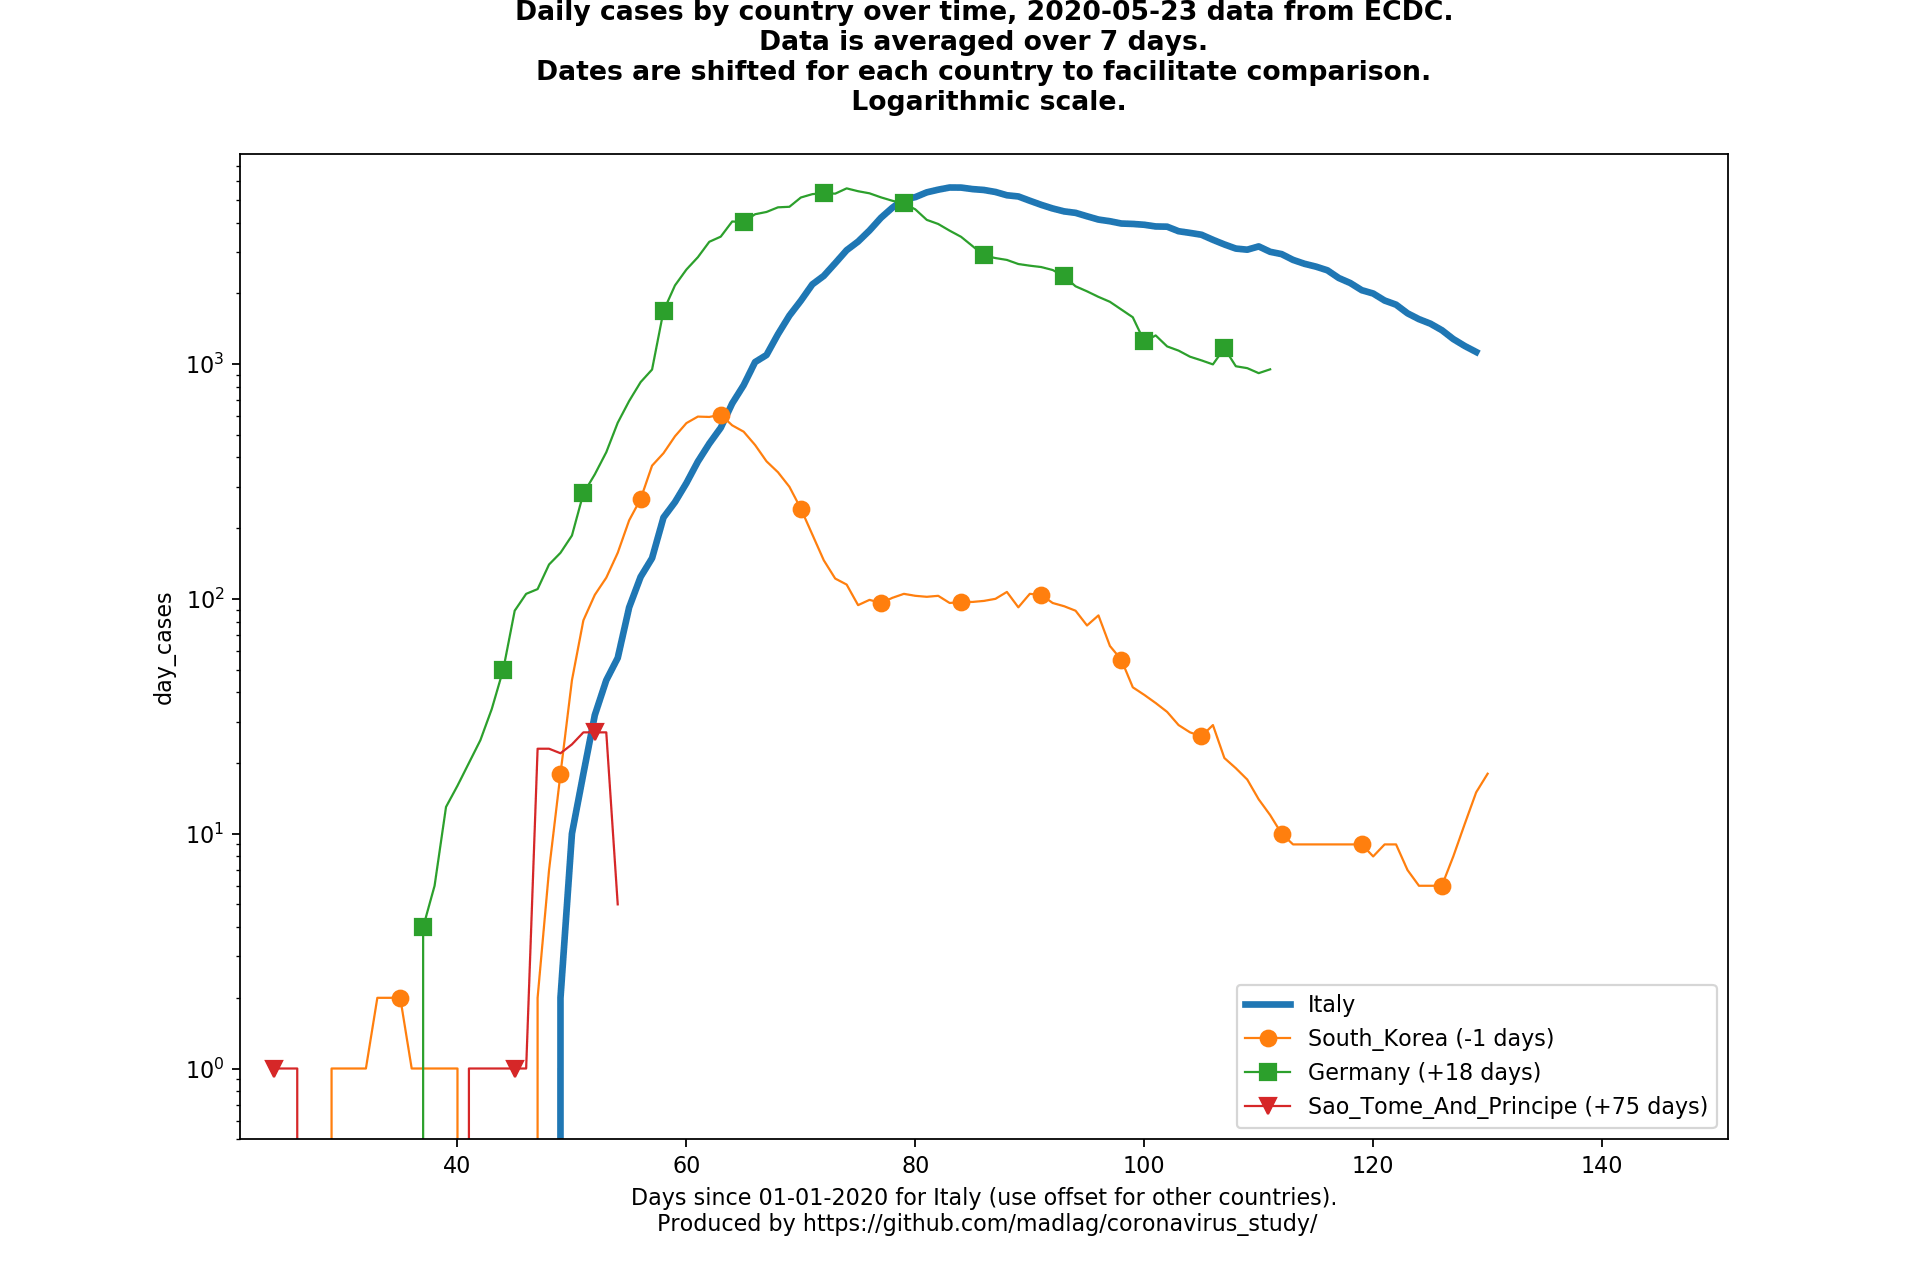 Daily cases by country over time, 2020-05-23 data from ECDC.
Data is averaged over 7 days.
Dates are shifted for each country to facilitate comparison.
Logarithmic scale.
10³
10²
10¹
10⁰
day_cases
40 60 80 100 120 140
Days since 01-01-2020 for Italy (use offset for other countries).
Produced by https://github.com/madlag/coronavirus_study/
Italy
South_Korea (-1 days)
Germany (+18 days)
Sao_Tome_And_Principe (+75 days)